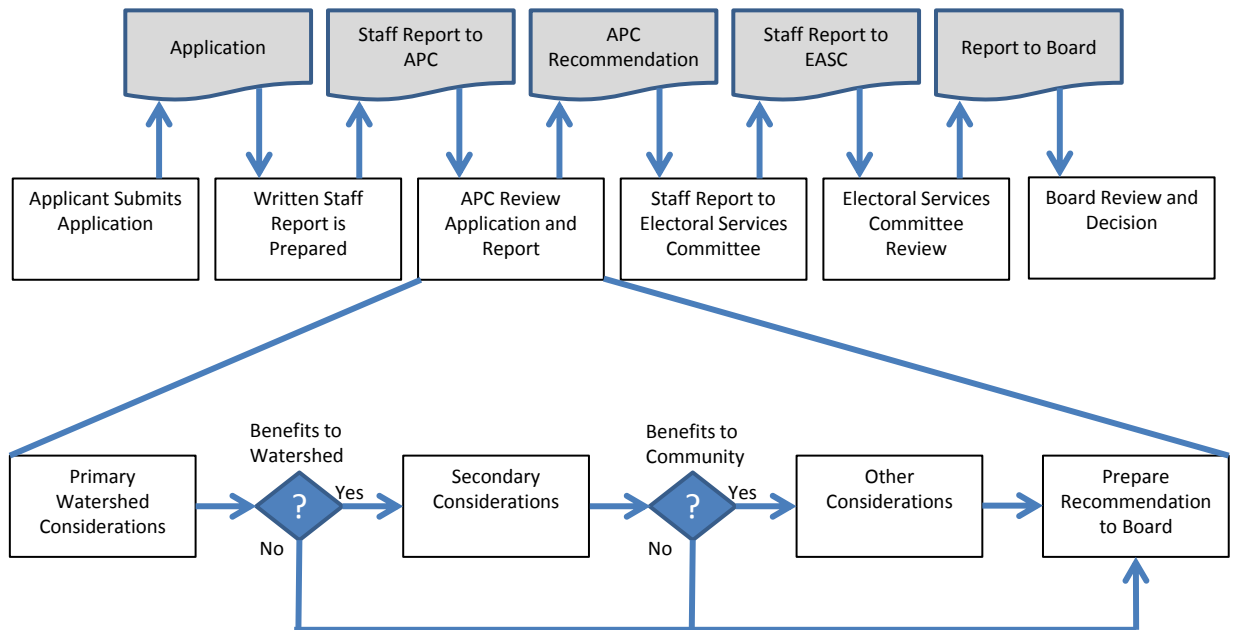 Application
Staff Report to
APC
APC
Recommendation
Staff Report to
EASC
Report to Board
Applicant Submits
Application
Written Staff
Report is
Prepared
APC Review
Application and
Report
Staff Report to
Electoral Services
Committee
Electoral Services
Committee
Review
Board Review and
Decision
Primary
Watershed
Considerations
Benefits to
Watershed
?
Yes
No
Secondary
Considerations
Benefits to
Community
?
Yes
No
Other
Considerations
Prepare
Recommendation
to Board